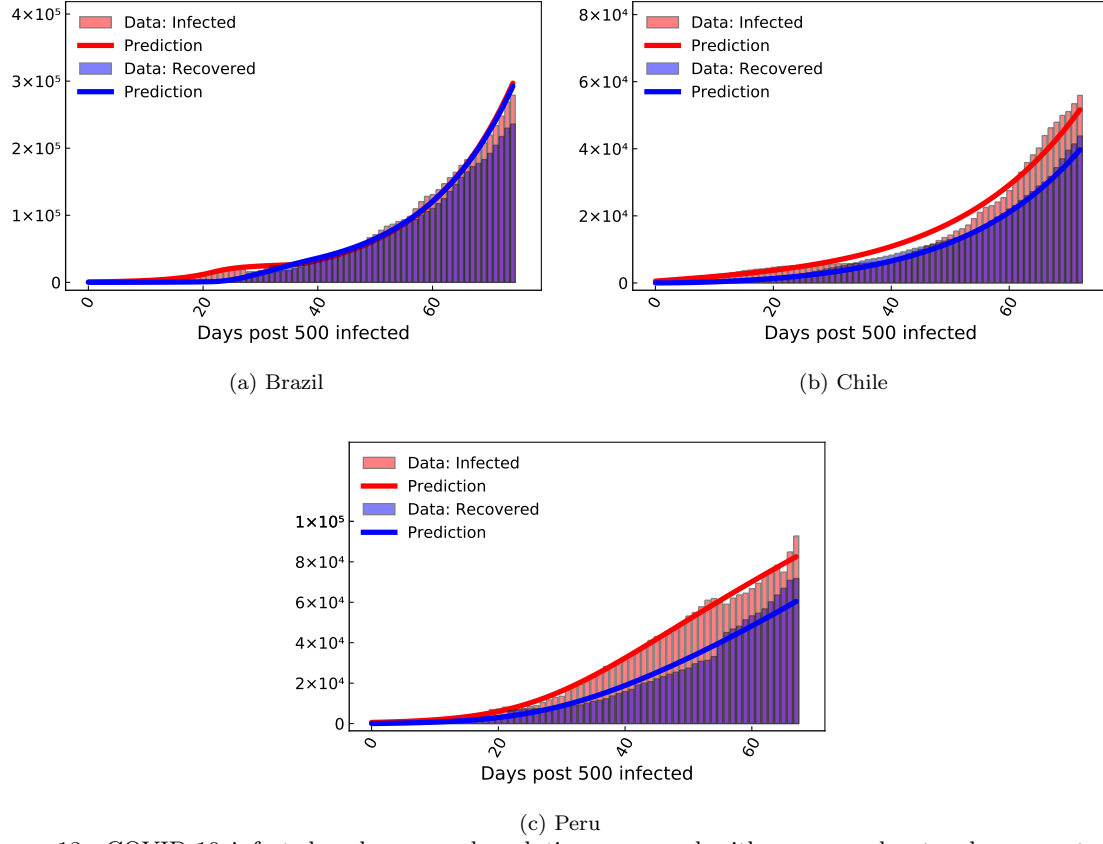 4×10⁵
3×10⁵
2×10⁵
1×10⁵
0
Data: Infected
Prediction
Data: Recovered
Prediction
0
20
40
60
Days post 500 infected
(a) Brazil
8×10⁴
6×10⁴
4×10⁴
2×10⁴
0
Data: Infected
Prediction
Data: Recovered
Prediction
0
20
40
60
Days post 500 infected
(b) Chile
1×10⁵
8×10⁴
6×10⁴
4×10⁴
2×10⁴
0
Data: Infected
Prediction
Data: Recovered
Prediction
0
20
40
60
Days post 500 infected
(c) Peru